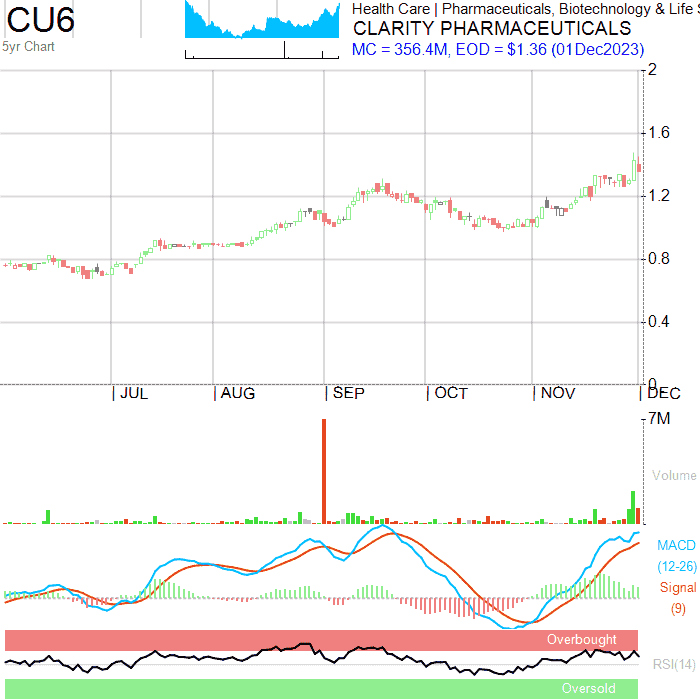 CU6
5yr Chart
Health Care | Pharmaceuticals, Biotechnology & Life S
CLARITY PHARMACEUTICALS
MC = 356.4M, EOD = $1.36 (01Dec2023)
2
1.6
1.2
0.8
0.4
0
JUL
AUG
SEP
OCT
NOV
DEC
7M
Volume
MACD
(12-26)
Signal
(9)
Overbought
RSI(14)
Oversold